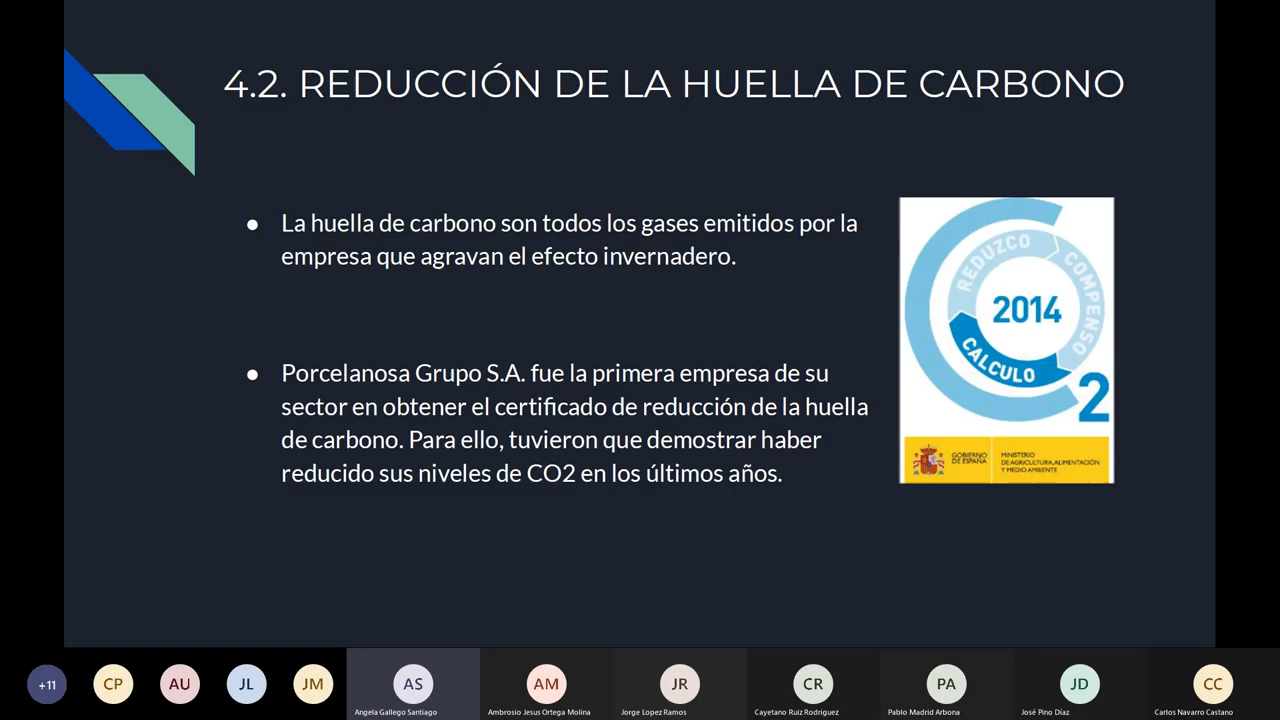 4.2. REDUCCIÓN DE LA HUELLA DE CARBONO
● La huella de carbono son todos los gases emitidos por la
empresa que agravan el efecto invernadero.
● Porcelanosa Grupo S.A. fue la primera empresa de su
sector en obtener el certificado de reducción de la huella
de carbono. Para ello, tuvieron que demostrar haber
reducido sus niveles de CO2 en los últimos años.
REDUZCO
COMPENSO
2014
CALCULO
2
GOBIERNO
DE ESPAÑA
MINISTERIO
DE AGRICULTURA, ALIMENTACIÓN
Y MEDIO AMBIENTE
+11
CP
AU
JL
JM
AS
AM
JR
CR
PA
JD
CC
Angela Gallego Santiago
Ambrosio Jesus Ortega Molina
Jorge Lopez Ramos
Cayetano Ruiz Rodriguez
Pablo Madrid Arbona
José Pino Díaz
Carlos Navarro Castano